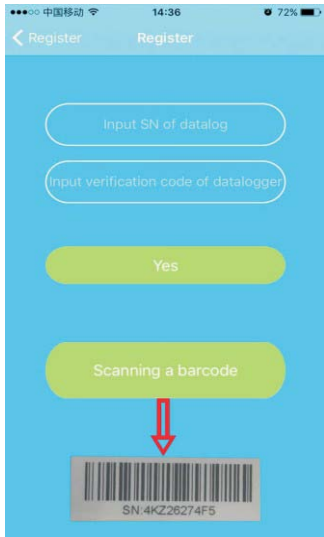 中国移动 14:36 72%
Register Register
Input SN of datalog
Input verification code of datalogger
Yes
Scanning a barcode
SN:4KZ26274F5